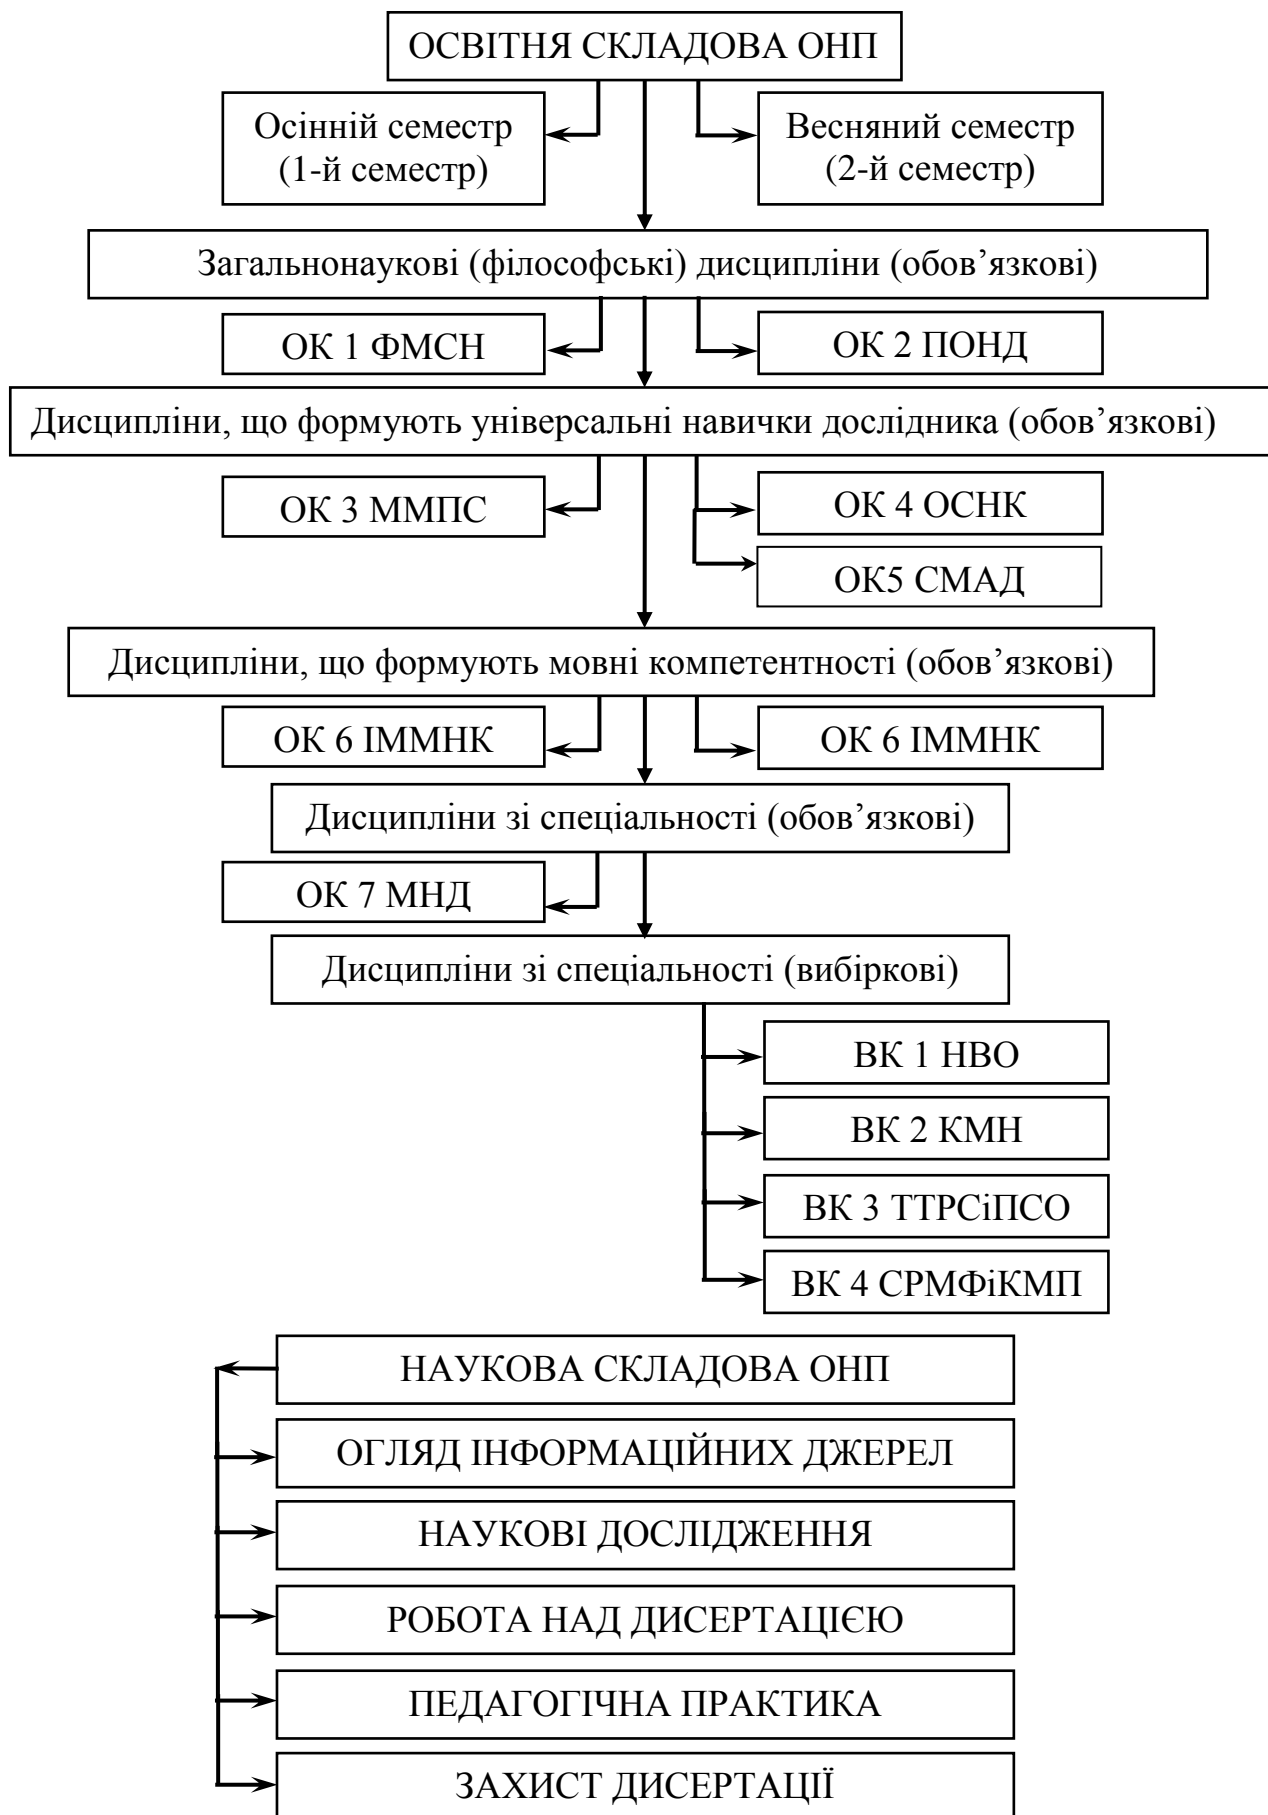 ОСВІТНЯ СКЛАДОВА ОНП
Осінній семестр
(1-й семестр)
Весняний семестр
(2-й семестр)
Загальнонаукові (філософські) дисципліни (обов’язкові)
ОК 1 ФМСН
ОК 2 ПОНД
Дисципліни, що формують універсальні навички дослідника (обов’язкові)
ОК 3 ММПС
ОК 4 ОСНК
ОК5 СМАД
Дисципліни, що формують мовні компетентності (обов’язкові)
ОК 6 ІММНК
ОК 6 ІММНК
Дисципліни зі спеціальності (обов’язкові)
ОК 7 МНД
Дисципліни зі спеціальності (вибіркові)
ВК 1 НВО
ВК 2 КМН
ВК 3 ТТРСіПСО
ВК 4 СРМФіКМП
НАУКОВА СКЛАДОВА ОНП
ОГЛЯД ІНФОРМАЦІЙНИХ ДЖЕРЕЛ
НАУКОВІ ДОСЛІДЖЕННЯ
РОБОТА НАД ДИСЕРТАЦІЄЮ
ПЕДАГОГІЧНА ПРАКТИКА
ЗАХИСТ ДИСЕРТАЦІЇ